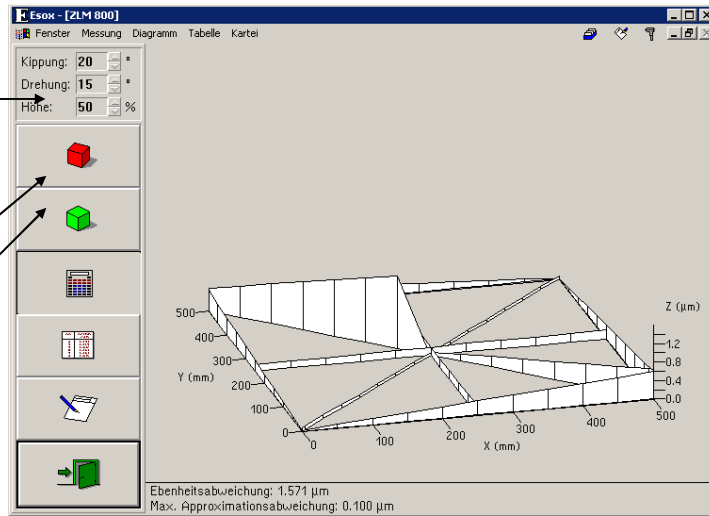 Esox - [ZLM 800]
Fenster Messung Diagramm Tabelle Kartei
Kippung: 20 °
Drehung: 15 °
Höhe: 50 %
Z (µm)
1.2
0.8
0.4
0.0
500
400
300
200
100
0
Y (mm)
0
100
200
300
400
500
X (mm)
Ebenheitsabweichung: 1.571 µm
Max. Approximationsabweichung: 0.100 µm